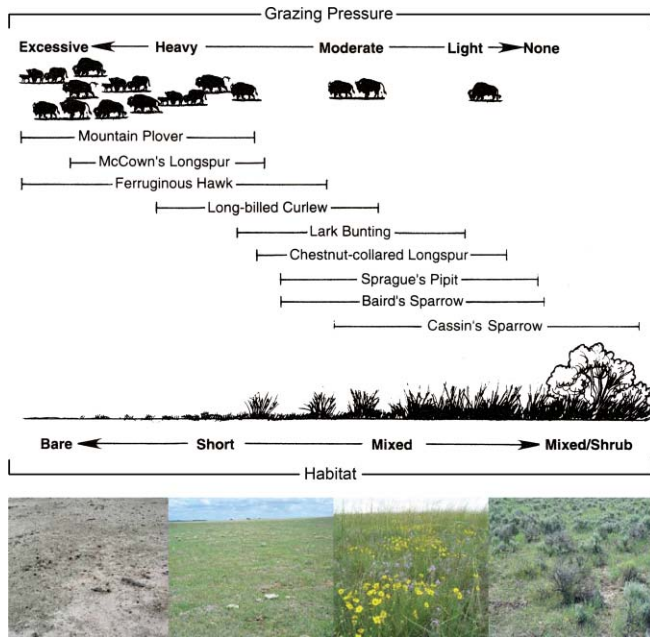 Grazing Pressure
Excessive Heavy Moderate Light None
Mountain Plover
McCown's Longspur
Ferruginous Hawk
Long-billed Curlew
Lark Bunting
Chestnut-collared Longspur
Sprague's Pipit
Baird's Sparrow
Cassin's Sparrow
Bare Short Mixed Mixed/Shrub
Habitat